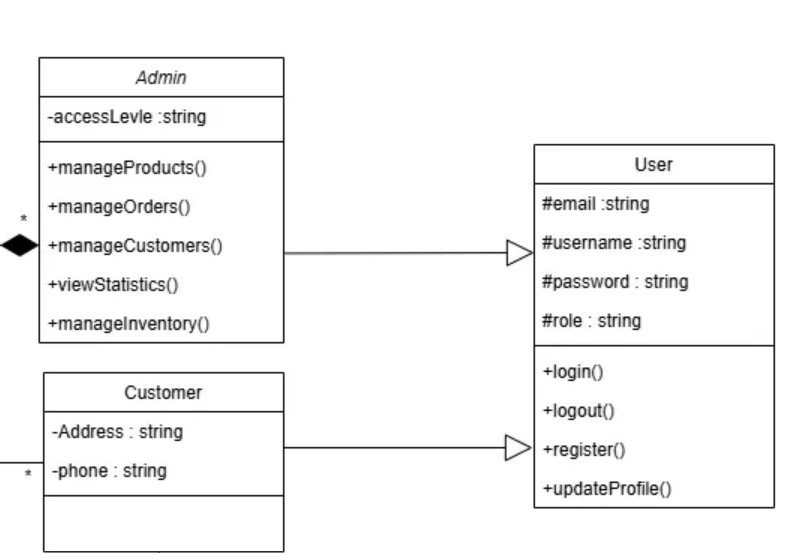 Admin
-accessLevle :string
+manageProducts()
+manageOrders()
*
+manageCustomers()
+viewStatistics()
+manageInventory()
User
#email :string
#username :string
#password : string
#role : string
+login()
+logout()
+register()
+updateProfile()
Customer
-Address : string
-phone : string
*